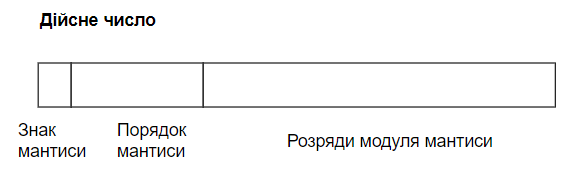 Дійсне число
Знак
мантиси
Порядок
мантиси
Розряди модуля мантиси